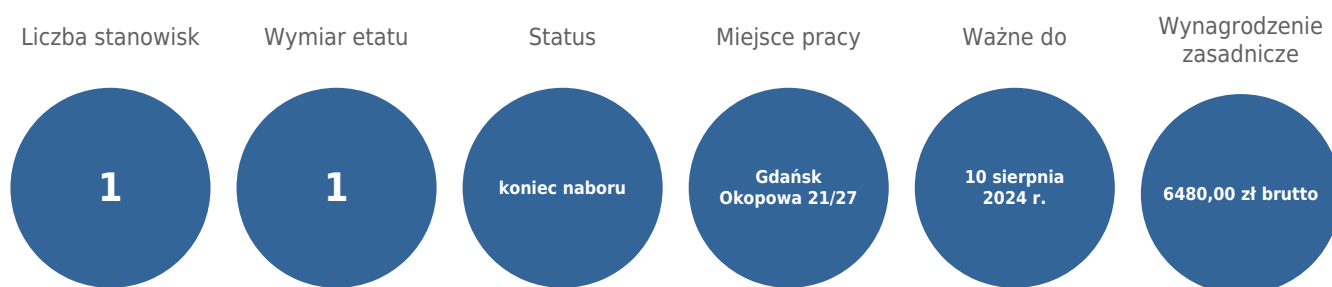 Liczba stanowisk
1
Wymiar etatu
1
Status
koniec naboru
Miejsce pracy
Gdańsk
Okopowa 21/27
Ważne do
10 sierpnia
2024 r.
Wynagrodzenie
zasadnicze
6480,00 zł brutto